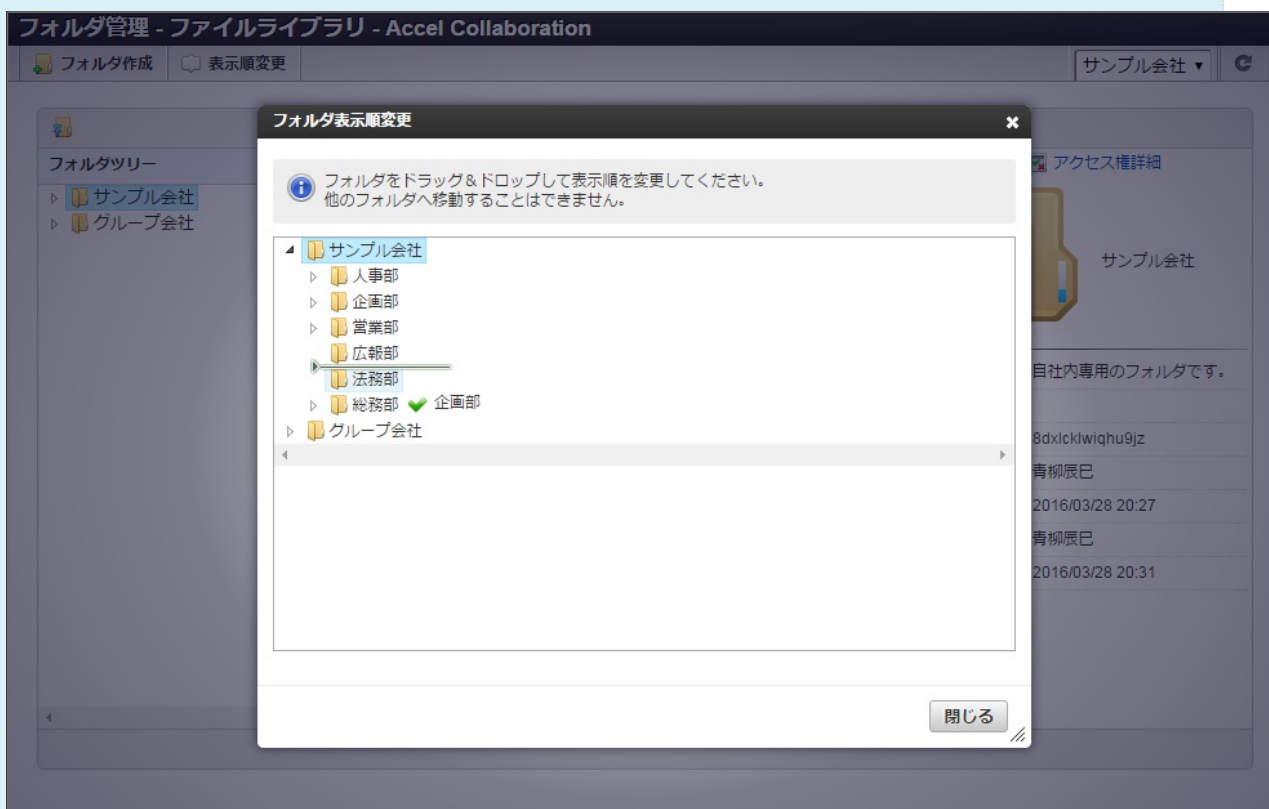 フォルダ管理 - ファイルライブラリ - Accel Collaboration
フォルダ作成 表示順変更 サンプル会社
フォルダツリー
サンプル会社
グループ会社
フォルダ表示順変更
フォルダをドラッグ&ドロップして表示順を変更してください。
他のフォルダへ移動することはできません。
サンプル会社
人事部
企画部
営業部
広報部
法務部
総務部 企画部
グループ会社
閉じる
アクセス権詳細
サンプル会社
自社内専用のフォルダです。
8dxlcklwiqhu9jz
青柳辰巳
2016/03/28 20:27
青柳辰巳
2016/03/28 20:31